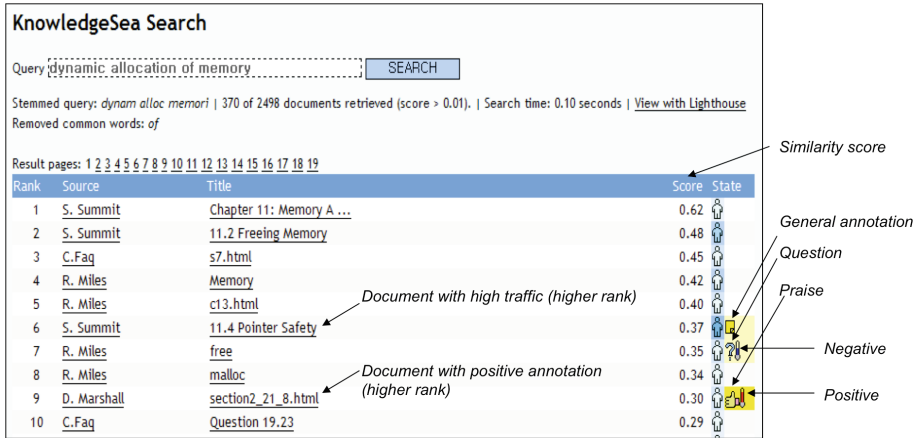 KnowledgeSea Search
Query dynamic allocation of memory SEARCH
Stemmed query: dynam alloc memori | 370 of 2498 documents retrieved (score > 0.01). | Search time: 0.10 seconds | View with Lighthouse
Removed common words: of
Result pages: 1 2 3 4 5 6 7 8 9 10 11 12 13 14 15 16 17 18 19
Similarity score
Rank Source Title Score State
1 S. Summit Chapter 11: Memory A ... 0.62
General annotation
2 S. Summit 11.2 Freeing Memory 0.48
Question
3 C.Faq s7.html 0.45
4 R. Miles Memory 0.42
Praise
Document with high traffic (higher rank)
5 R. Miles c13.html 0.40
6 S. Summit 11.4 Pointer Safety 0.37
7 R. Miles free 0.35
Negative
8 R. Miles malloc 0.34
Document with positive annotation
(higher rank)
9 D. Marshall section2_21_8.html 0.30
Positive
10 C.Faq Question 19.23 0.29